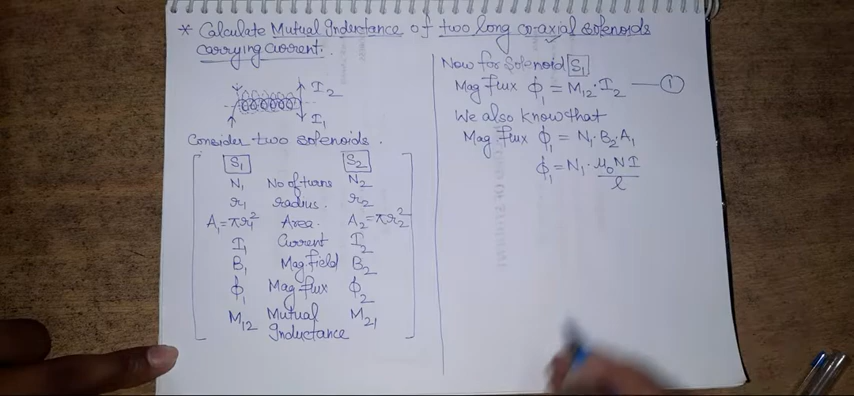 * Calculate Mutual Inductance of two long co-axial solenoids
carrying current.
I₂
I₁
Consider two solenoids.
S₁ S₂
N₁ No of turns N₂
r₁ radius. r₂
A₁=πr₁² Area. A₂=πr₂²
I₁ Current I₂
B₁ Mag field B₂
ϕ₁ Mag flux ϕ₂
M₁₂ Mutual Inductance M₂₁
Now for Solenoid S₁
Mag flux ϕ₁ = M₁₂·I₂ —①
We also know that
Mag flux ϕ₁ = N₁·B₂·A₁
ϕ₁ = N₁·μ₀NI/l